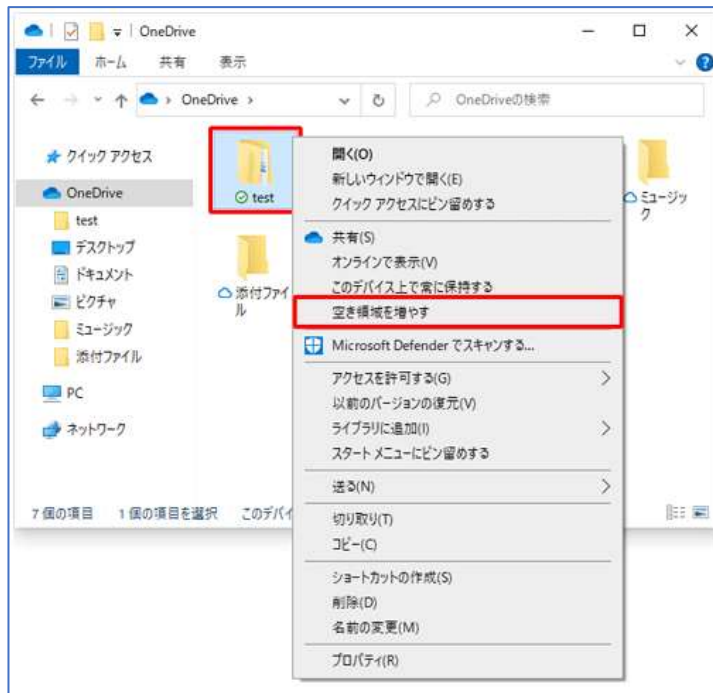 OneDrive
ファイル ホーム 共有 表示
OneDrive OneDriveの検索
クイック アクセス
OneDrive
test
デスクトップ
ドキュメント
ピクチャ
ミュージック
添付ファイル
PC
ネットワーク
test
添付ファイ
ル
ミュージッ
ク
開く(O)
新しいウィンドウで開く(E)
クイック アクセスにピン留めする
共有(S)
オンラインで表示(V)
このデバイス上で常に保持する
空き領域を増やす
Microsoft Defender でスキャンする...
アクセスを許可する(G)
以前のバージョンの復元(V)
ライブラリに追加(I)
スタート メニューにピン留めする
送る(N)
切り取り(T)
コピー(C)
ショートカットの作成(S)
削除(D)
名前の変更(M)
プロパティ(R)
7 個の項目 1 個の項目を選択 このデバイ